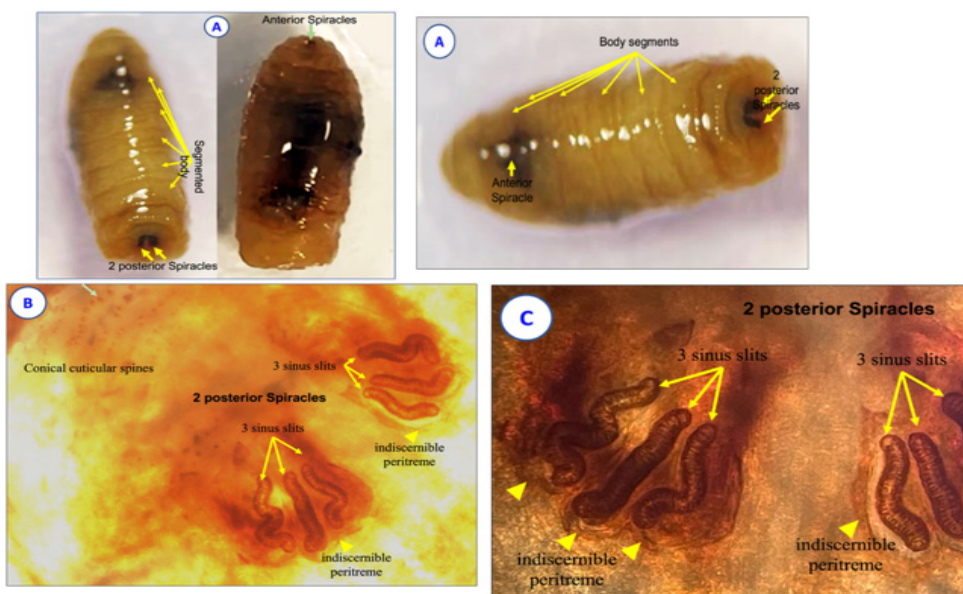 Anterior Spiracles
A
Segmented
body
2 posterior Spiracles
A
Body segments
2
posterior
Spiracles
Anterior
Spiracle
B
Conical cuticular spines
3 sinus slits
2 posterior Spiracles
indiscernible
peritreme
3 sinus slits
indiscernible
peritreme
C
2 posterior Spiracles
3 sinus slits
3 sinus slits
indiscernible
peritreme
indiscernible
peritreme